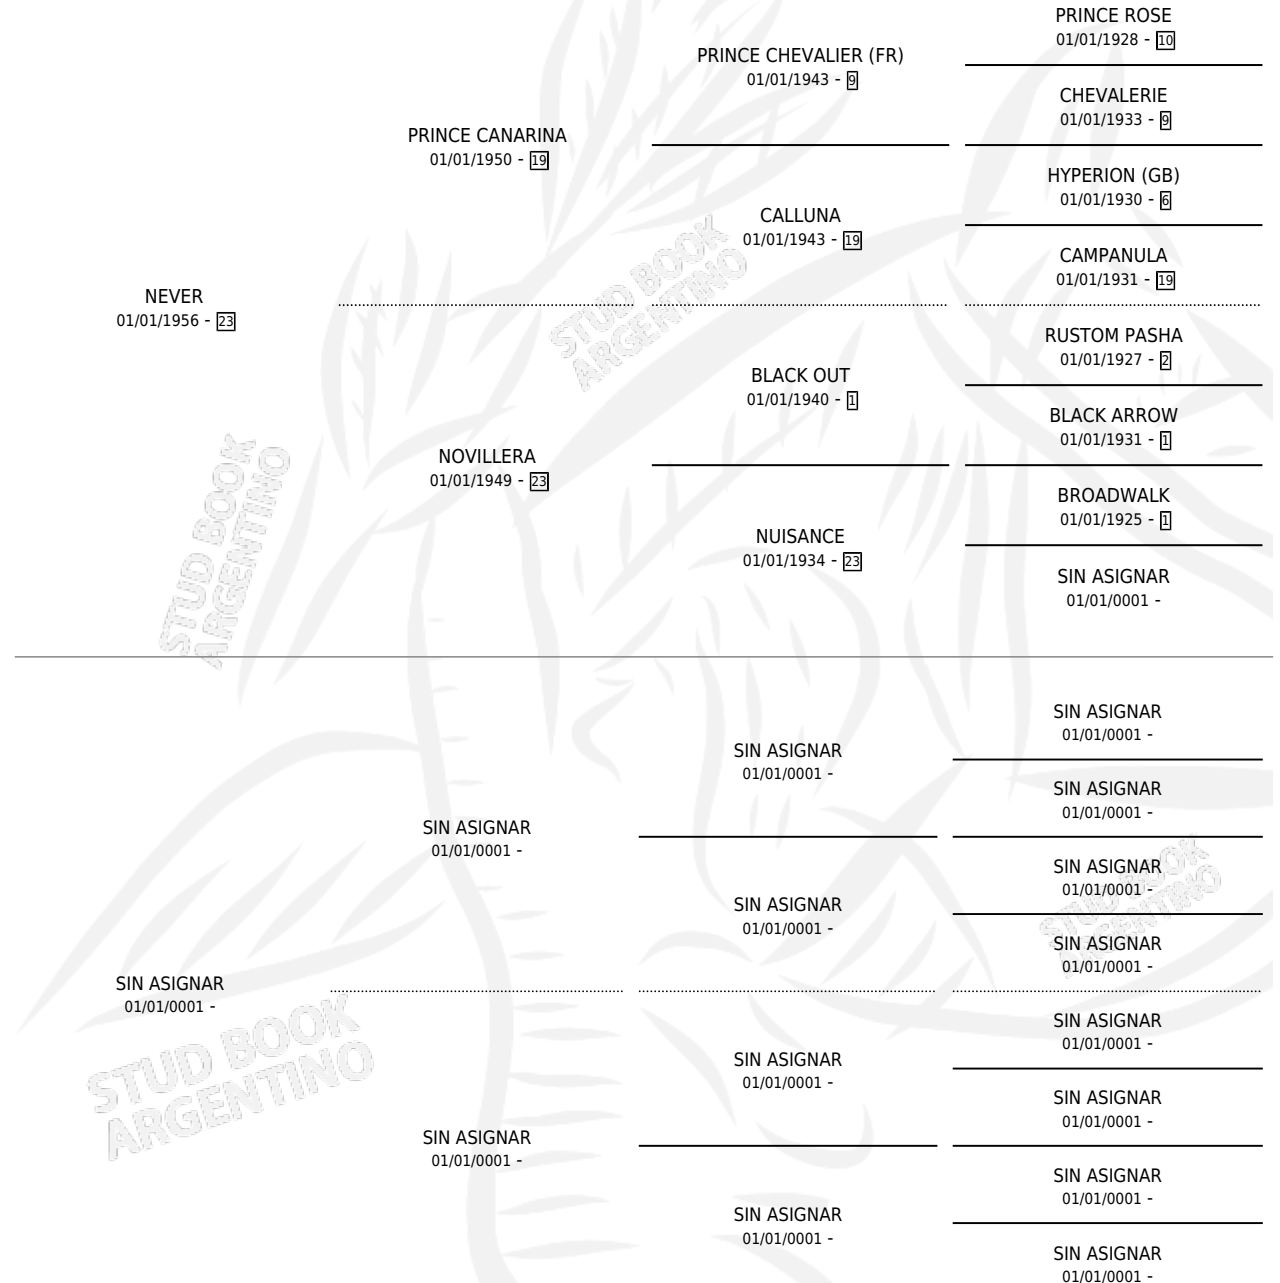 PRINCE ROSE
01/01/1928 - 10
PRINCE CHEVALIER (FR)
01/01/1943 - 9
CHEVALERIE
01/01/1933 - 9
PRINCE CANARINA
01/01/1950 - 19
HYPERION (GB)
01/01/1930 - 6
CALLUNA
01/01/1943 - 19
CAMPANULA
01/01/1931 - 19
NEVER
01/01/1956 - 23
RUSTOM PASHA
01/01/1927 - 2
BLACK OUT
01/01/1940 - 1
BLACK ARROW
01/01/1931 - 1
NOVILLERA
01/01/1949 - 23
BROADWALK
01/01/1925 - 1
NUISANCE
01/01/1934 - 23
SIN ASIGNAR
01/01/0001 -
SIN ASIGNAR
01/01/0001 -
SIN ASIGNAR
01/01/0001 -
SIN ASIGNAR
01/01/0001 -
SIN ASIGNAR
01/01/0001 -
SIN ASIGNAR
01/01/0001 -
SIN ASIGNAR
01/01/0001 -
SIN ASIGNAR
01/01/0001 -
SIN ASIGNAR
01/01/0001 -
SIN ASIGNAR
01/01/0001 -
SIN ASIGNAR
01/01/0001 -
SIN ASIGNAR
01/01/0001 -
SIN ASIGNAR
01/01/0001 -
SIN ASIGNAR
01/01/0001 -
SIN ASIGNAR
01/01/0001 -
SIN ASIGNAR
01/01/0001 -
STUD BOOK
ARGENTINO
STUD BOOK
ARGENTINO
STUD BOOK
ARGENTINO
STUD BOOK
ARGENTINO